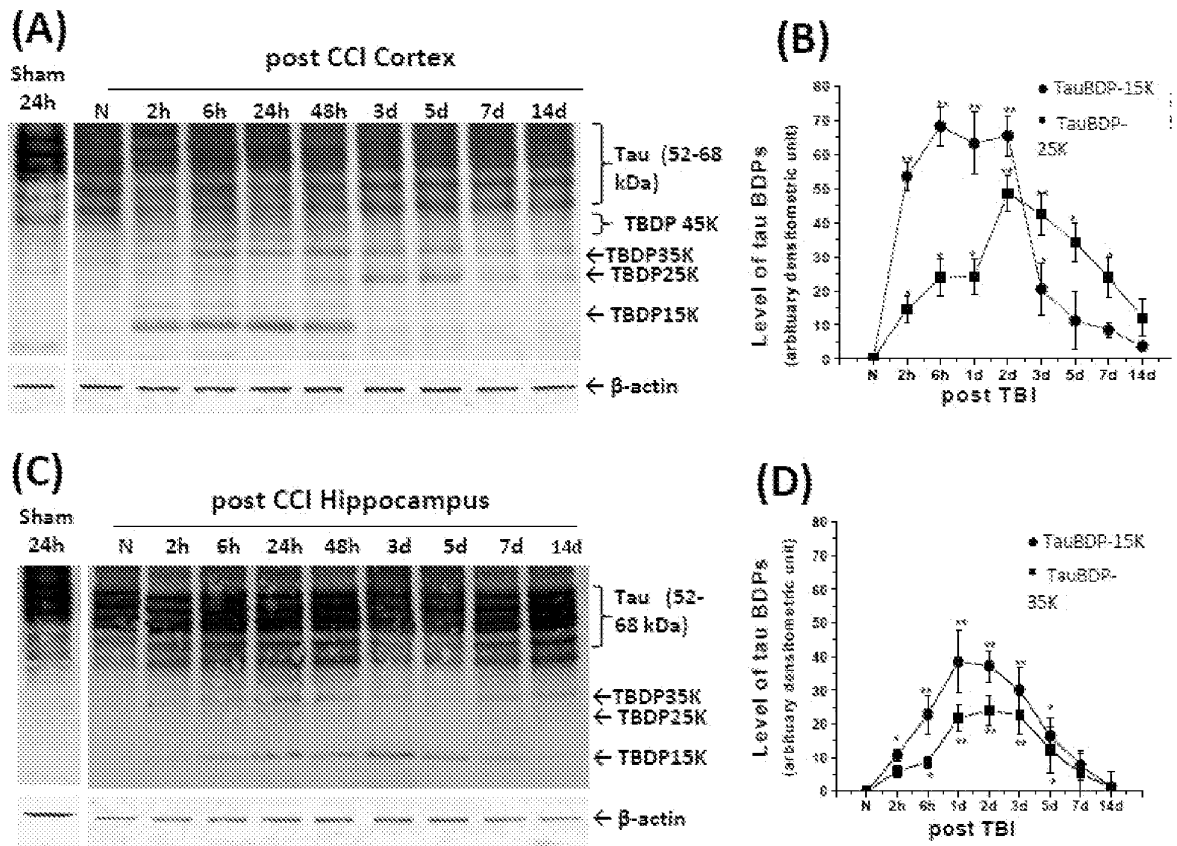 (A)
post CCI Cortex
Sham
24h
N 2h 6h 24h 48h 3d 5d 7d 14d
Tau (52-68
kDa)
TBDP 45K
←TBDP35K
←TBDP25K
←TBDP15K
←β-actin
(B)
Level of tau BDPs
(arbituary densitometric unit)
80
70
60
50
40
30
20
10
0
TauBDP-15K
TauBDP-
25K
N 2h 6h 1d 2d 3d 5d 7d 14d
post TBI
(C)
post CCI Hippocampus
Sham
24h
N 2h 6h 24h 48h 3d 5d 7d 14d
Tau (52-
68 kDa)
←TBDP35K
←TBDP25K
←TBDP15K
←β-actin
(D)
Level of tau BDPs
(arbituary densitometric unit)
80
70
60
50
40
30
20
10
0
TauBDP-15K
TauBDP-
35K
N 2h 6h 1d 2d 3d 5d 7d 14d
post TBI